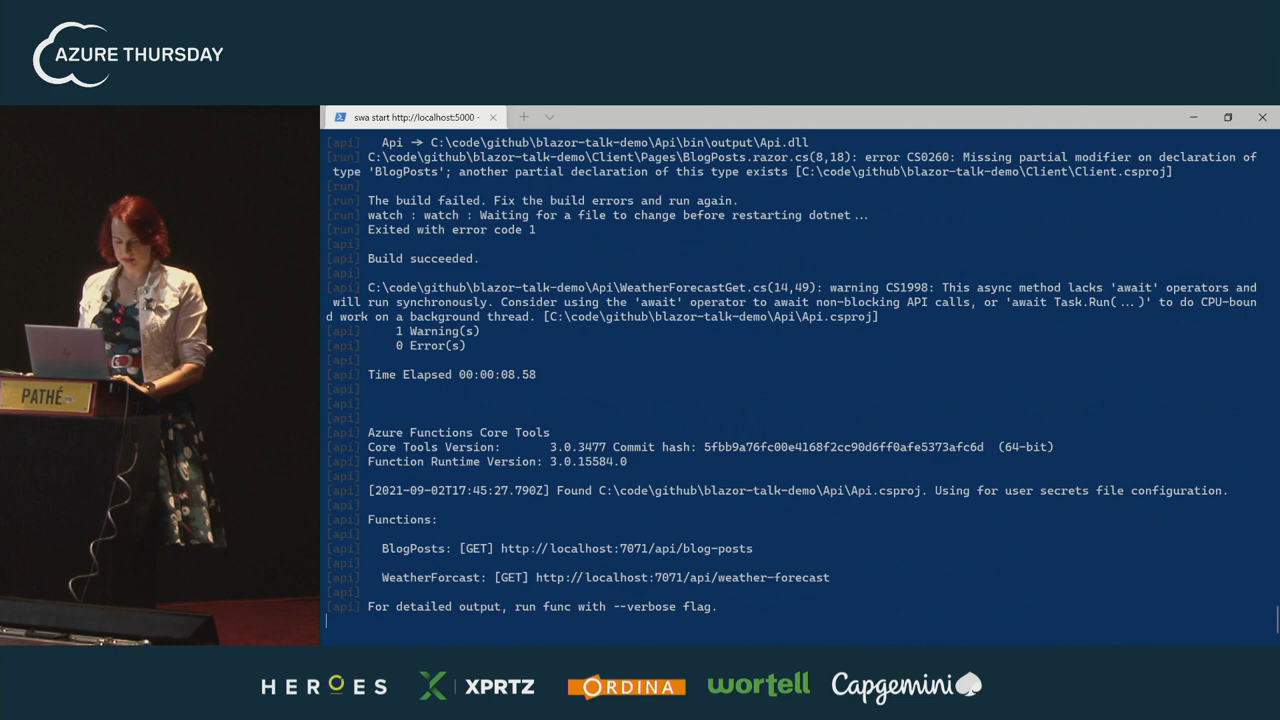 AZURE THURSDAY
swa start http://localhost:5000 -
[api] Api → C:\code\github\blazor-talk-demo\Api\bin\output\Api.dll
[run] C:\code\github\blazor-talk-demo\Client\Pages\BlogPosts.razor.cs(8,18): error CS0260: Missing partial modifier on declaration of
type 'BlogPosts'; another partial declaration of this type exists [C:\code\github\blazor-talk-demo\Client\Client.csproj]
[run]
[run] The build failed. Fix the build errors and run again.
[run] watch : watch : Waiting for a file to change before restarting dotnet...
[run] Exited with error code 1
[api]
[api] Build succeeded.
[api]
[api] C:\code\github\blazor-talk-demo\Api\WeatherForecastGet.cs(14,49): warning CS1998: This async method lacks 'await' operators and
will run synchronously. Consider using the 'await' operator to await non-blocking API calls, or 'await Task.Run(...)' to do CPU-boun
d work on a background thread. [C:\code\github\blazor-talk-demo\Api\Api.csproj]
[api] 1 Warning(s)
[api] 0 Error(s)
[api]
[api] Time Elapsed 00:00:08.58
[api]
[api]
[api]
[api] Azure Functions Core Tools
[api] Core Tools Version: 3.0.3477 Commit hash: 5fbb9a76fc00e4168f2cc90d6ff0afe5373afc6d (64-bit)
[api] Function Runtime Version: 3.0.15584.0
[api]
[api] [2021-09-02T17:45:27.790Z] Found C:\code\github\blazor-talk-demo\Api\Api.csproj. Using for user secrets file configuration.
[api]
[api] Functions:
[api]
[api] BlogPosts: [GET] http://localhost:7071/api/blog-posts
[api]
[api] WeatherForcast: [GET] http://localhost:7071/api/weather-forecast
[api]
[api] For detailed output, run func with --verbose flag.
PATHÉ
HEROES
XPRTZ
ORDINA
wortell
Capgemini